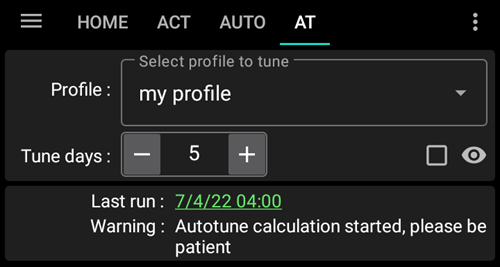 HOME ACT AUTO AT
Select profile to tune
Profile : my profile
Tune days : − 5 +
Last run : 7/4/22 04:00
Warning : Autotune calculation started, please be
patient